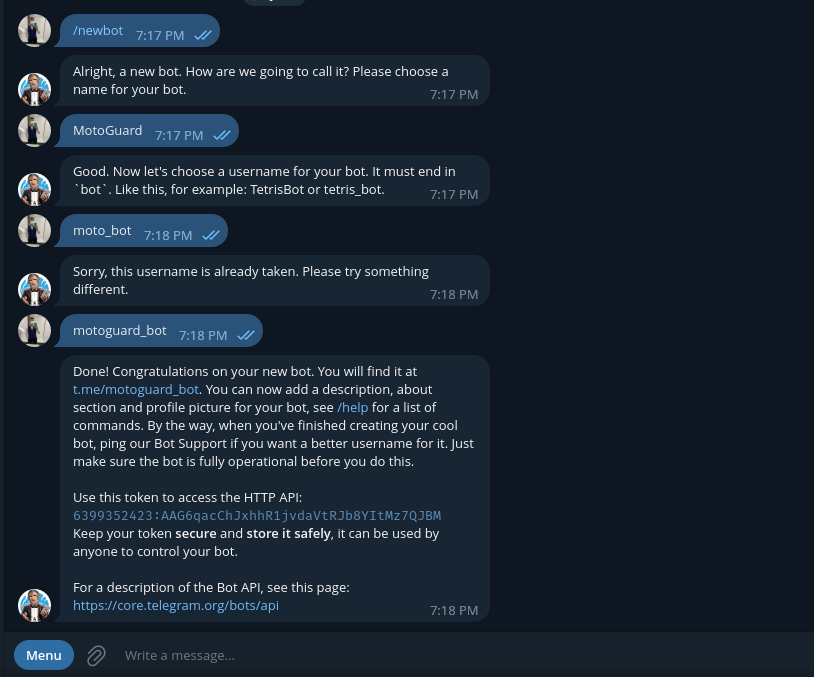 /newbot 7:17 PM
Alright, a new bot. How are we going to call it? Please choose a
name for your bot. 7:17 PM
MotoGuard 7:17 PM
Good. Now let's choose a username for your bot. It must end in
`bot`. Like this, for example: TetrisBot or tetris_bot. 7:17 PM
moto_bot 7:18 PM
Sorry, this username is already taken. Please try something
different. 7:18 PM
motoguard_bot 7:18 PM
Done! Congratulations on your new bot. You will find it at
t.me/motoguard_bot. You can now add a description, about
section and profile picture for your bot, see /help for a list of
commands. By the way, when you've finished creating your cool
bot, ping our Bot Support if you want a better username for it. Just
make sure the bot is fully operational before you do this.
Use this token to access the HTTP API:
6399352423:AAG6qacChJxhhR1jvdaVtRJb8YItMz7QJBM
Keep your token secure and store it safely, it can be used by
anyone to control your bot.
For a description of the Bot API, see this page:
https://core.telegram.org/bots/api 7:18 PM
Menu Write a message...